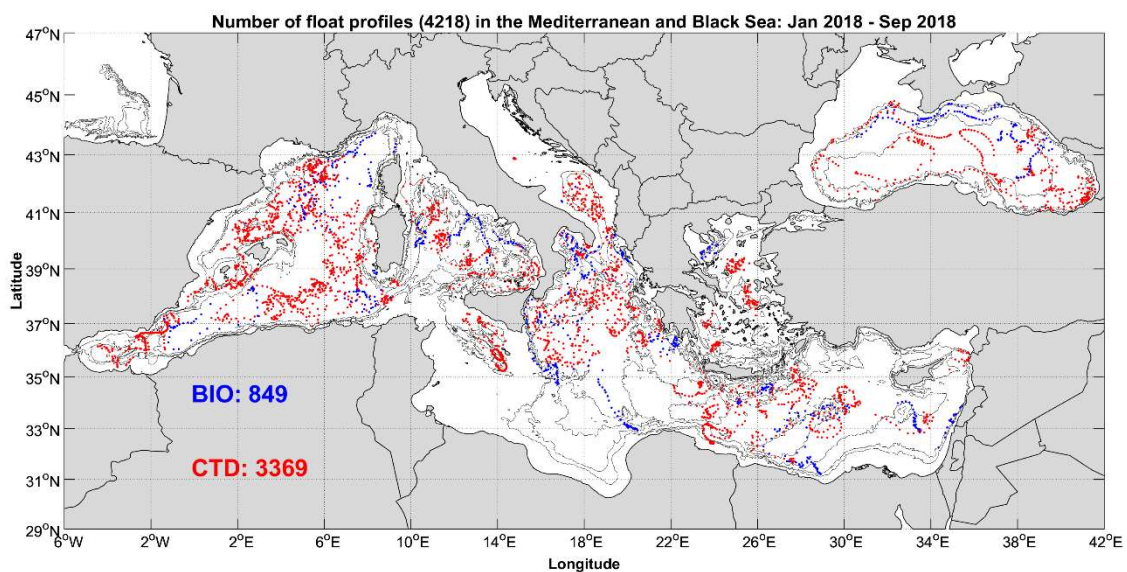 Number of float profiles (4218) in the Mediterranean and Black Sea: Jan 2018 - Sep 2018
47°N
45°N
43°N
41°N
39°N
37°N
35°N
33°N
31°N
29°N
Latitude
BIO: 849
CTD: 3369
6°W 2°W 2°E 6°E 10°E 14°E 18°E 22°E 26°E 30°E 34°E 38°E 42°E
Longitude